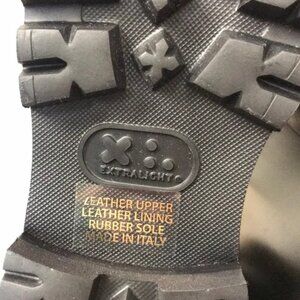 EXTRALIGHT®
LEATHER UPPER
LEATHER LINING
RUBBER SOLE
MADE IN ITALY